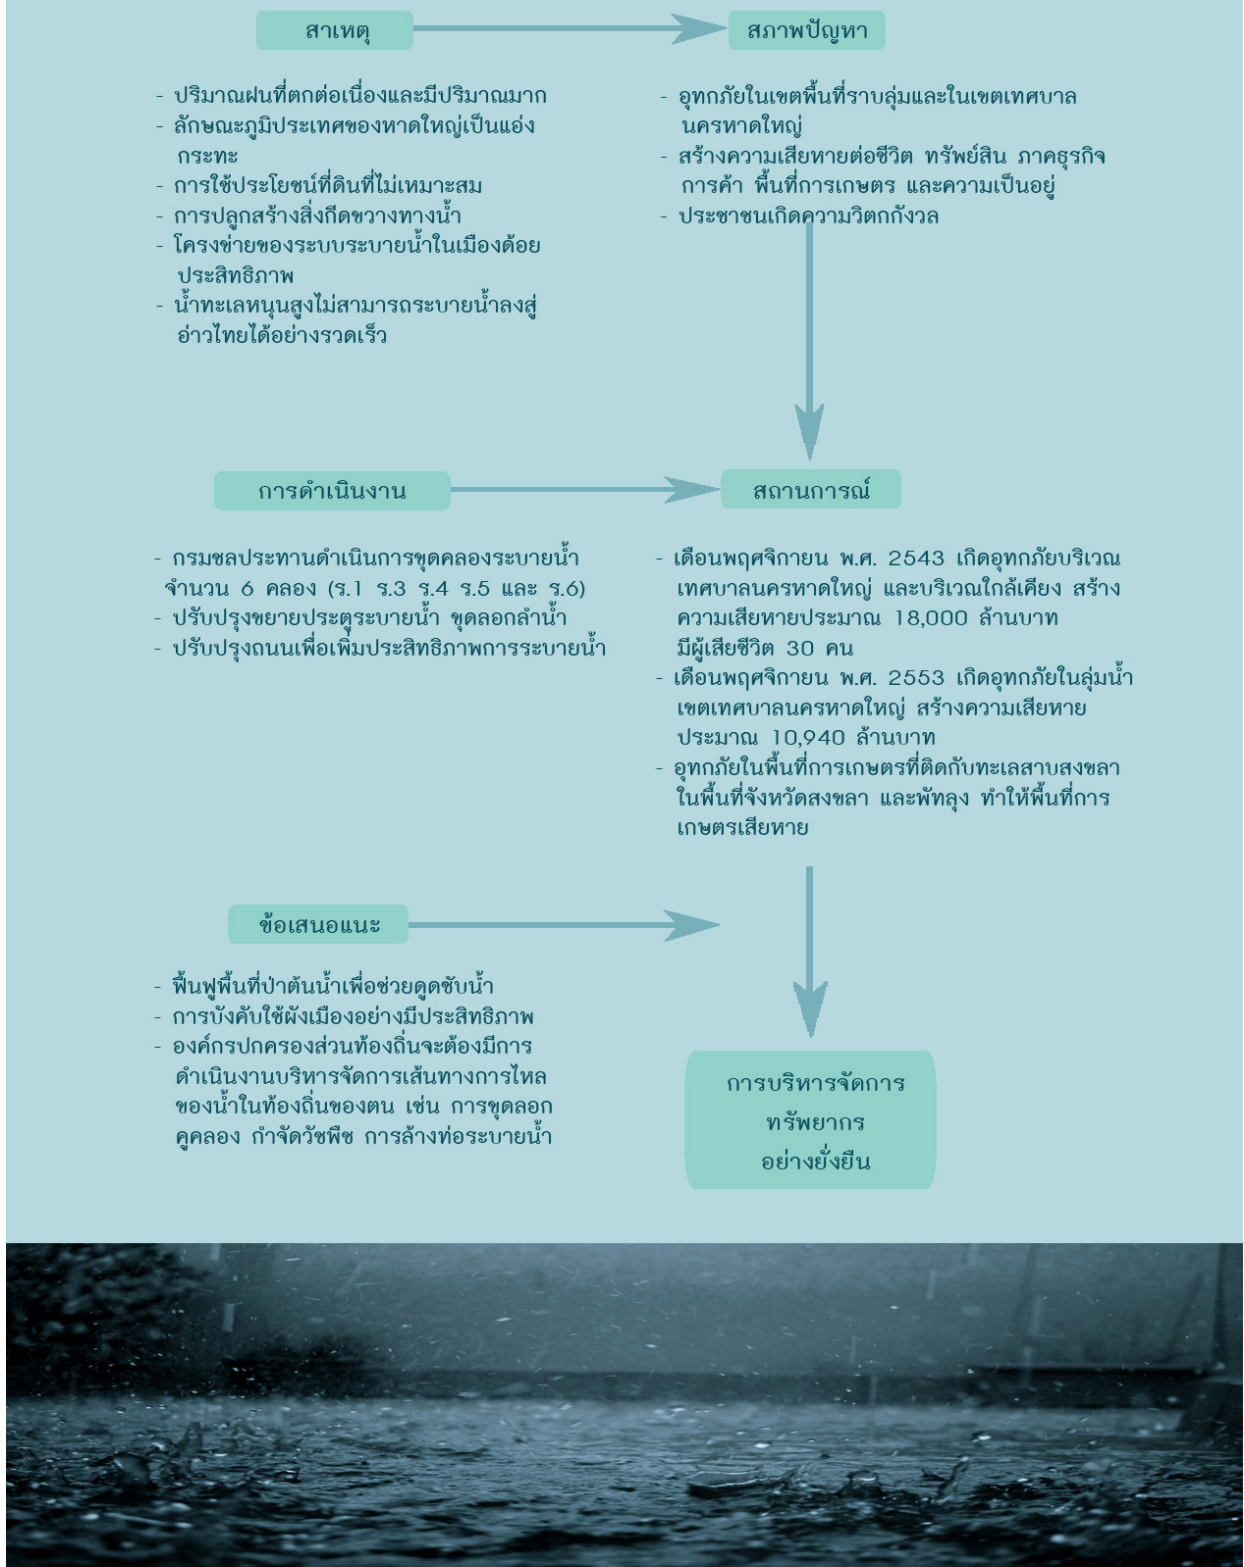 สาเหตุ
- ปริมาณฝนที่ตกต่อเนื่องและมีปริมาณมาก
- ลักษณะภูมิประเทศของหาดใหญ่เป็นแอ่ง
กระทะ
- การใช้ประโยชน์ที่ดินที่ไม่เหมาะสม
- การปลูกสร้างสิ่งกีดขวางทางน้ำ
- โครงข่ายของระบบระบายน้ำในเมืองด้อย
ประสิทธิภาพ
- น้ำทะเลหนุนสูงไม่สามารถระบายน้ำลงสู่
อ่าวไทยได้อย่างรวดเร็ว
สภาพปัญหา
- อุทกภัยในเขตพื้นที่ราบลุ่มและในเขตเทศบาล
นครหาดใหญ่
- สร้างความเสียหายต่อชีวิต ทรัพย์สิน ภาคธุรกิจ
การค้า พื้นที่การเกษตร และความเป็นอยู่
- ประชาชนเกิดความวิตกกังวล
การดำเนินงาน
- กรมชลประทานดำเนินการขุดคลองระบายน้ำ
จำนวน 6 คลอง (ร.1 ร.3 ร.4 ร.5 และ ร.6)
- ปรับปรุงขยายประตูระบายน้ำ ขุดลอกลำน้ำ
- ปรับปรุงถนนเพื่อเพิ่มประสิทธิภาพการระบายน้ำ
สถานการณ์
- เดือนพฤศจิกายน พ.ศ. 2543 เกิดอุทกภัยบริเวณ
เทศบาลนครหาดใหญ่ และบริเวณใกล้เคียง สร้าง
ความเสียหายประมาณ 18,000 ล้านบาท
มีผู้เสียชีวิต 30 คน
- เดือนพฤศจิกายน พ.ศ. 2553 เกิดอุทกภัยในลุ่มน้ำ
เขตเทศบาลนครหาดใหญ่ สร้างความเสียหาย
ประมาณ 10,940 ล้านบาท
- อุทกภัยในพื้นที่การเกษตรที่ติดกับทะเลสาบสงขลา
ในพื้นที่จังหวัดสงขลา และพัทลุง ทำให้พื้นที่การ
เกษตรเสียหาย
ข้อเสนอแนะ
- ฟื้นฟูพื้นที่ป่าต้นน้ำเพื่อช่วยดูดซับน้ำ
- การบังคับใช้ผังเมืองอย่างมีประสิทธิภาพ
- องค์กรปกครองส่วนท้องถิ่นจะต้องมีการ
ดำเนินงานบริหารจัดการเส้นทางการไหล
ของน้ำในท้องถิ่นของตน เช่น การขุดลอก
คูคลอง กำจัดวัชพืช การล้างท่อระบายน้ำ
การบริหารจัดการ
ทรัพยากร
อย่างยั่งยืน